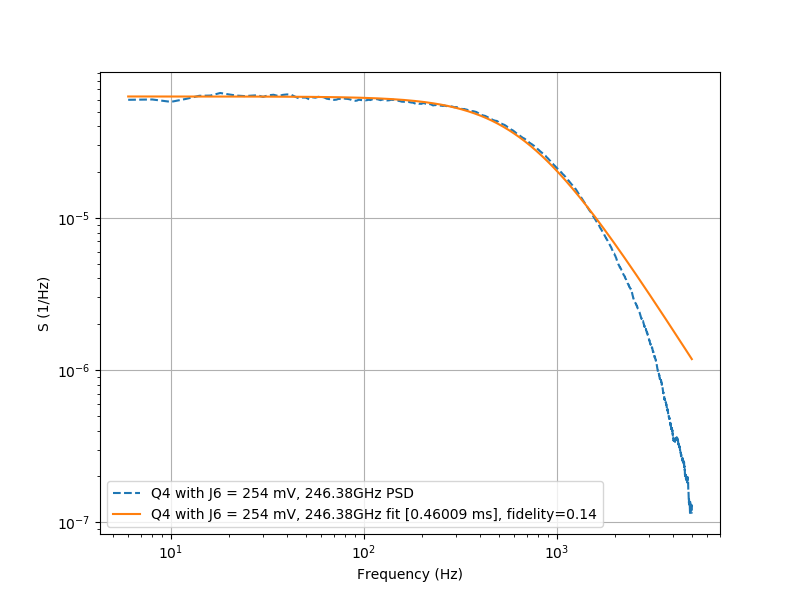 10⁻⁵
10⁻⁶
10⁻⁷
S (1/Hz)
Q4 with J6 = 254 mV, 246.38GHz PSD
Q4 with J6 = 254 mV, 246.38GHz fit [0.46009 ms], fidelity=0.14
10¹
10²
10³
Frequency (Hz)